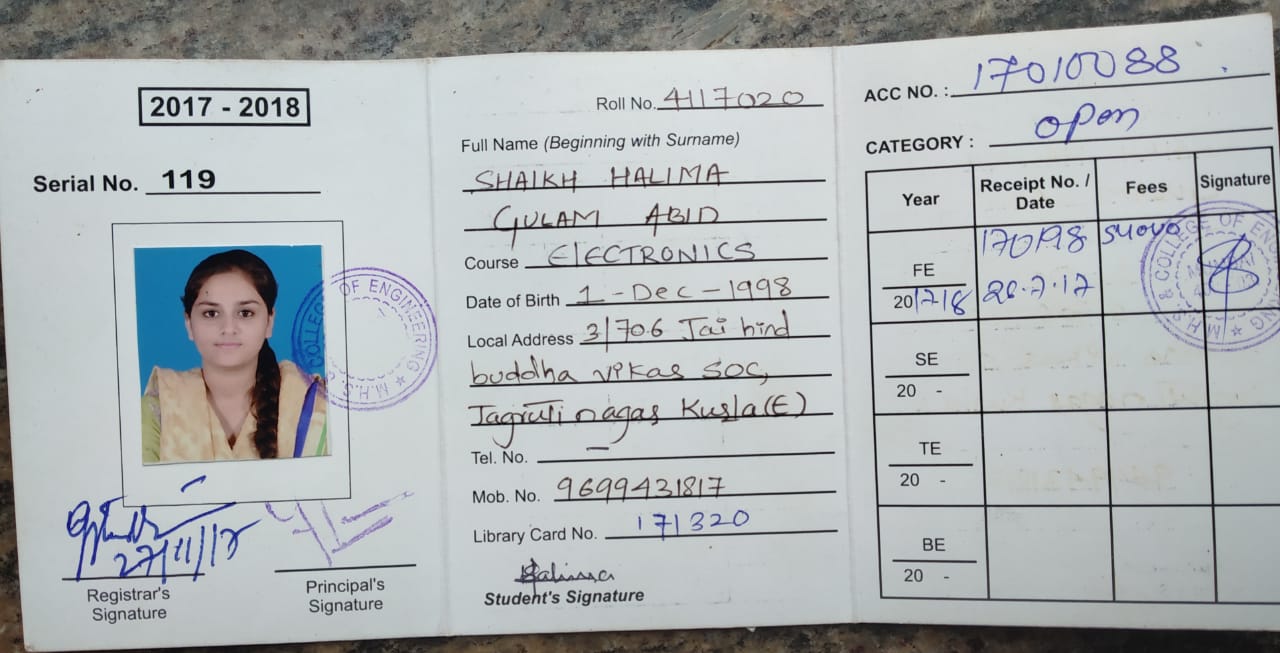 2017 - 2018
Serial No. 119
COLLEGE OF ENGINEERING ★ M.H.S.S.
27/11/17
Registrar's
Signature
Principal's
Signature
Roll No. 4117020
Full Name (Beginning with Surname)
SHAIKH HALIMA
GULAM ABID
Course ElECTRONICS
Date of Birth 1 - Dec - 1998
Local Address 3/706 Jai hind
buddha vikas soc,
Jagruti nagar Kurla(E)
Tel. No. —
Mob. No. 9699431817
Library Card No. 171320
Halima
Student's Signature
ACC NO. : 17010088
CATEGORY : open
Year Receipt No. / Date Fees Signature
FE 170198
2017-18 26.7.17
COLLEGE OF ENGINEERING ★ M.H.S.S.
SE
20 -
TE
20 -
BE
20 -